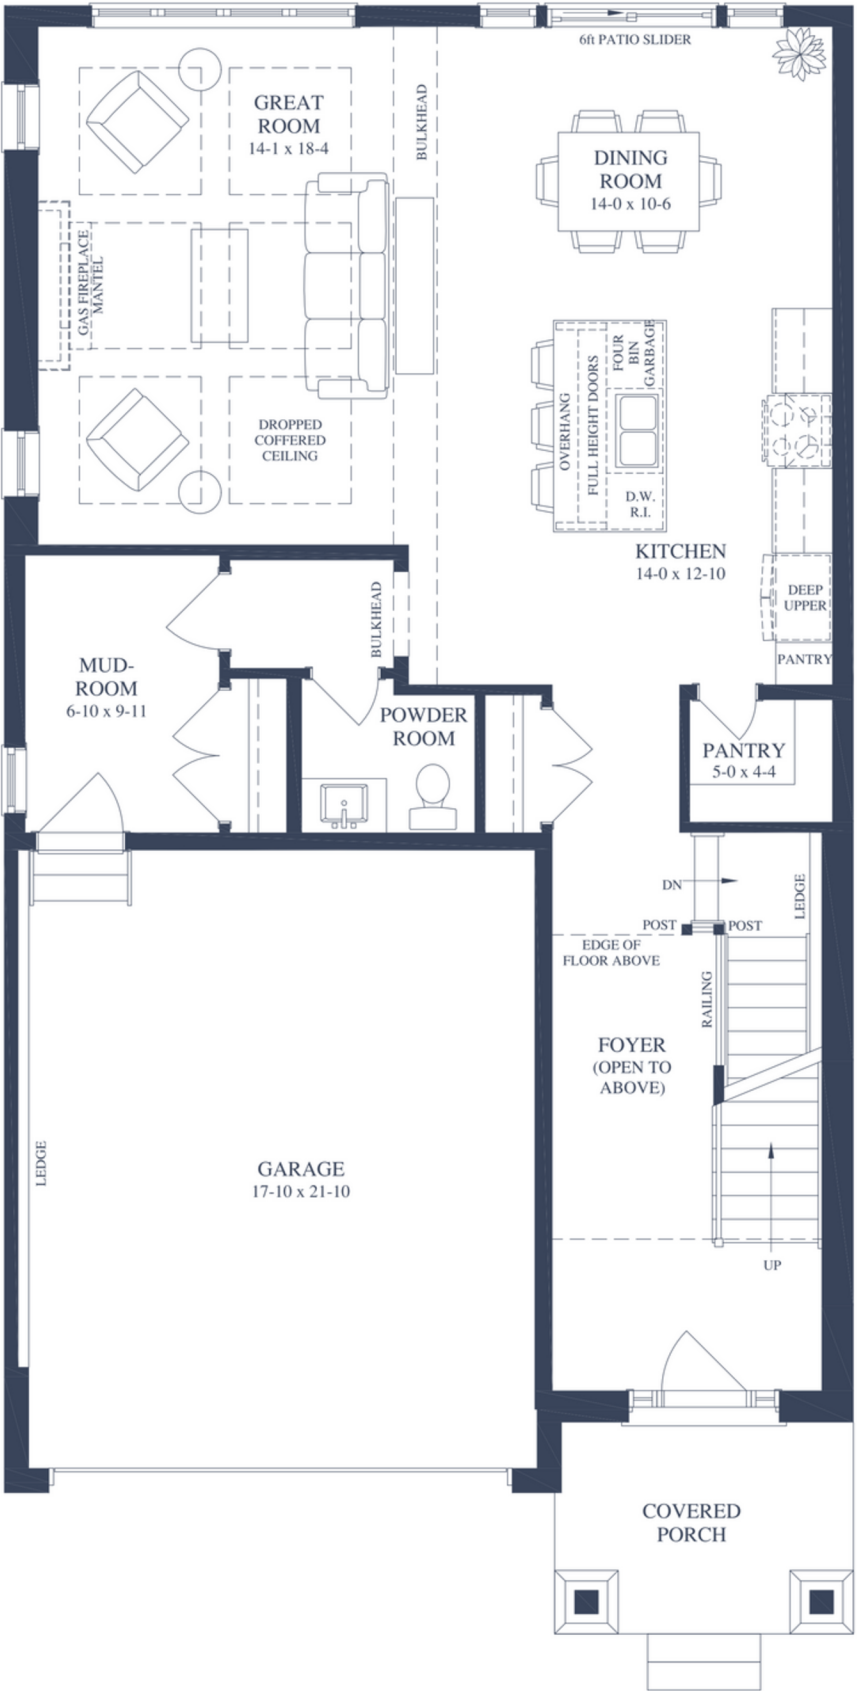 6ft PATIO SLIDER
GREAT
ROOM
14-1 x 18-4
BULKHEAD
DINING
ROOM
14-0 x 10-6
GAS FIREPLACE
MANTEL
DROPPED
COFFERED
CEILING
OVERHANG
FULL HEIGHT DOORS
FOUR
BIN
GARBAGE
D.W.
R.I.
KITCHEN
14-0 x 12-10
DEEP
UPPER
PANTRY
BULKHEAD
MUD-
ROOM
6-10 x 9-11
POWDER
ROOM
PANTRY
5-0 x 4-4
DN
LEDGE
POST
POST
EDGE OF
FLOOR ABOVE
RAILING
FOYER
(OPEN TO
ABOVE)
LEDGE
GARAGE
17-10 x 21-10
UP
COVERED
PORCH